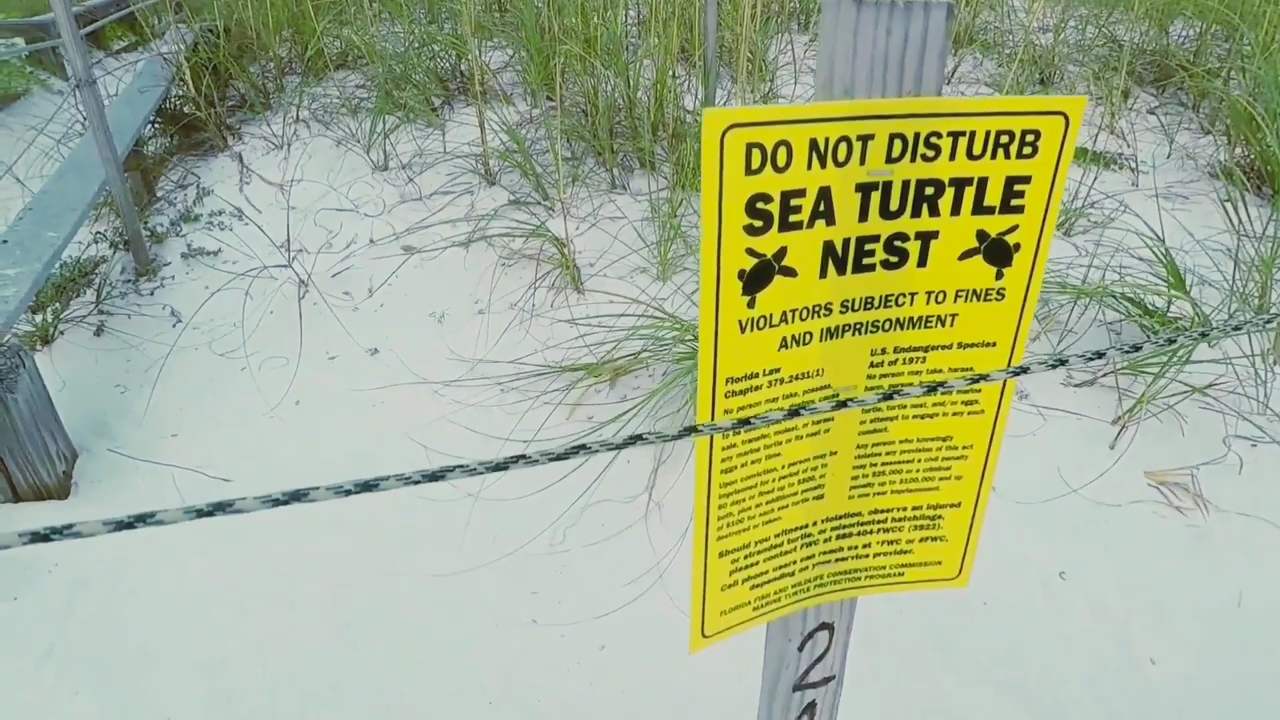 DO NOT DISTURB
SEA TURTLE
NEST
VIOLATORS SUBJECT TO FINES
AND IMPRISONMENT
Florida Law
Chapter 379.2431(1)
No person may take, possess,
to be
sale, transfer, molest, or harass
any marine turtle or its nest or
eggs at any time.
Upon conviction, a person may be
imprisoned for a period of up to
60 days or fined up to $500, or
both, plus an additional penalty
of $100 for each sea turtle egg
destroyed or taken.
U.S. Endangered Species
Act of 1973
No person may take, harass,
harm, pursue, any marine
turtle, turtle nest, and/or eggs,
or attempt to engage in any such
conduct.
Any person who knowingly
violates any provision of this act
may be assessed a civil penalty
up to $25,000 or a criminal
penalty up to $100,000 and up
to one year imprisonment.
Should you witness a violation, observe an injured
or stranded turtle, or misoriented hatchlings,
please contact FWC at 888-404-FWCC (3922).
Cell phone users can reach us at *FWC or #FWC,
depending on your service provider.
FLORIDA FISH AND WILDLIFE CONSERVATION COMMISSION
MARINE TURTLE PROTECTION PROGRAM
2